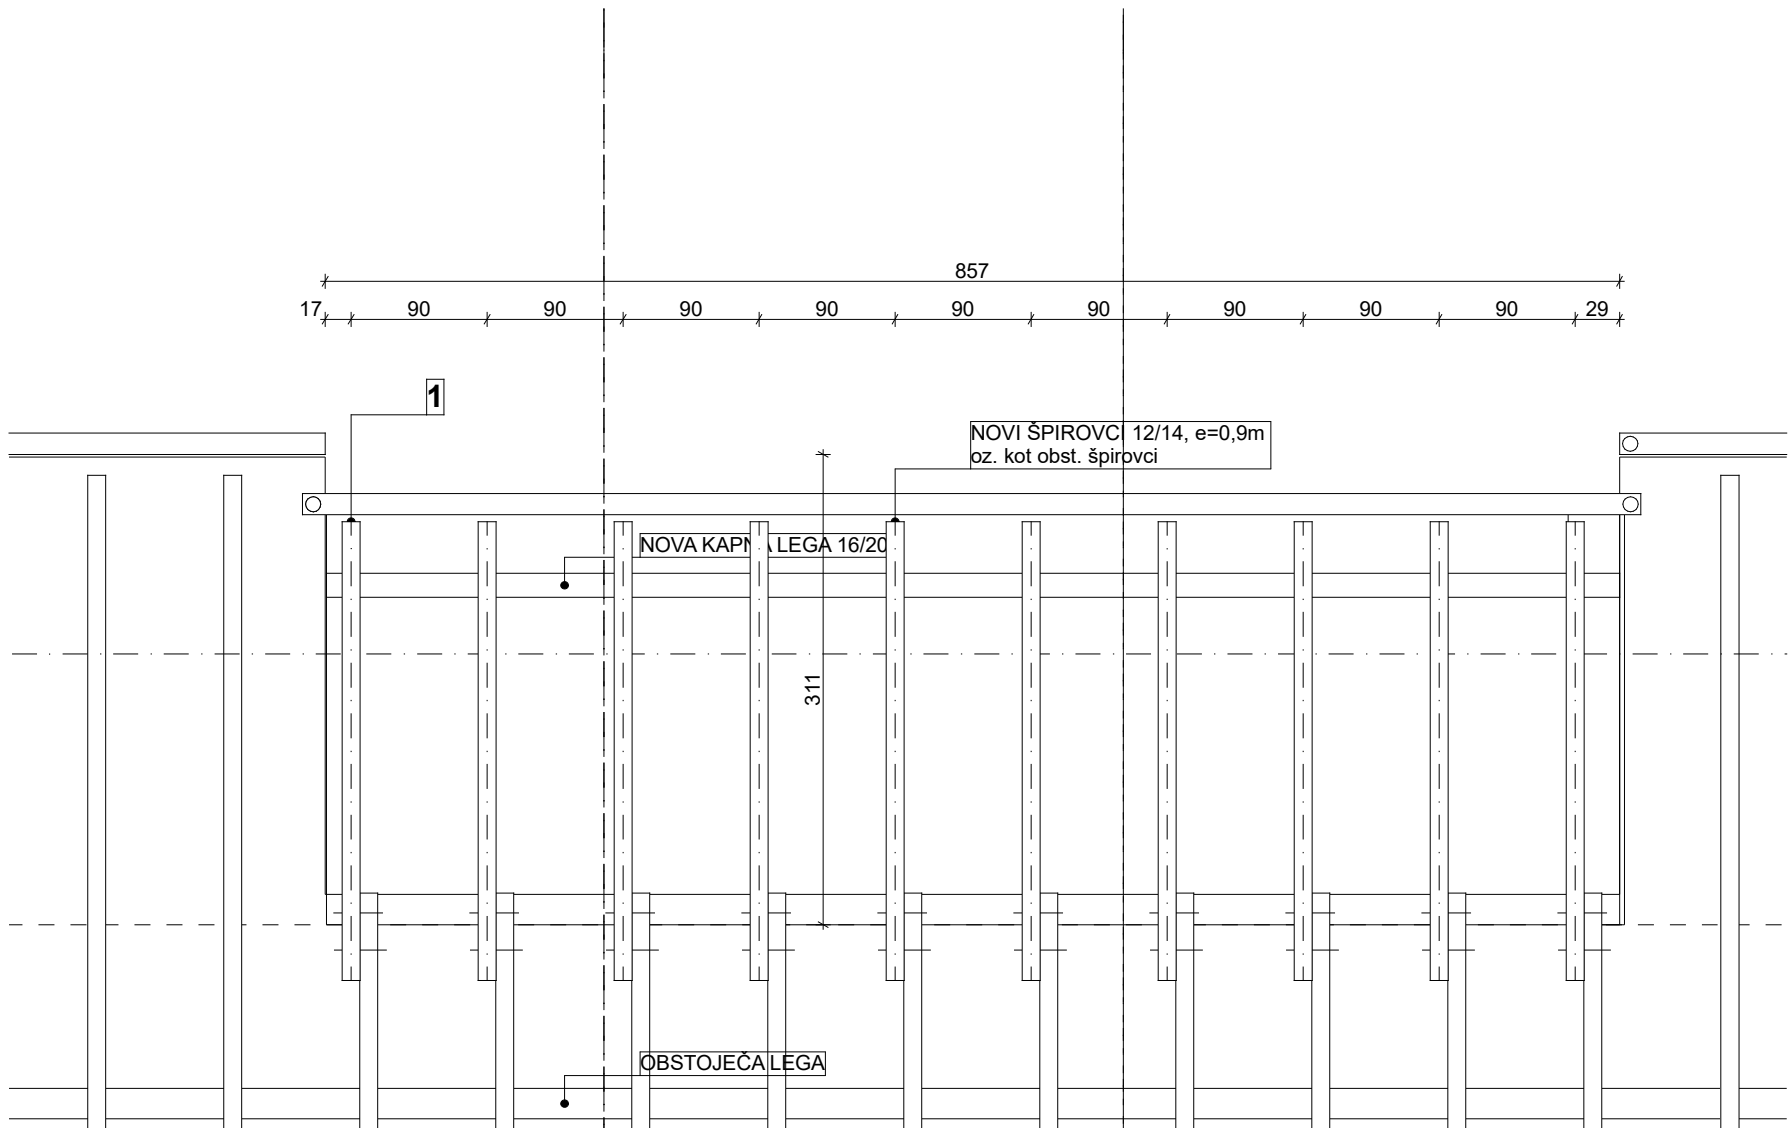 857
17 90 90 90 90 90 90 90 90 90 29
1
NOVI ŠPIROVCI 12/14, e=0,9m
oz. kot obst. špirovci
NOVA KAPNA LEGA 16/20
311
OBSTOJEČA LEGA